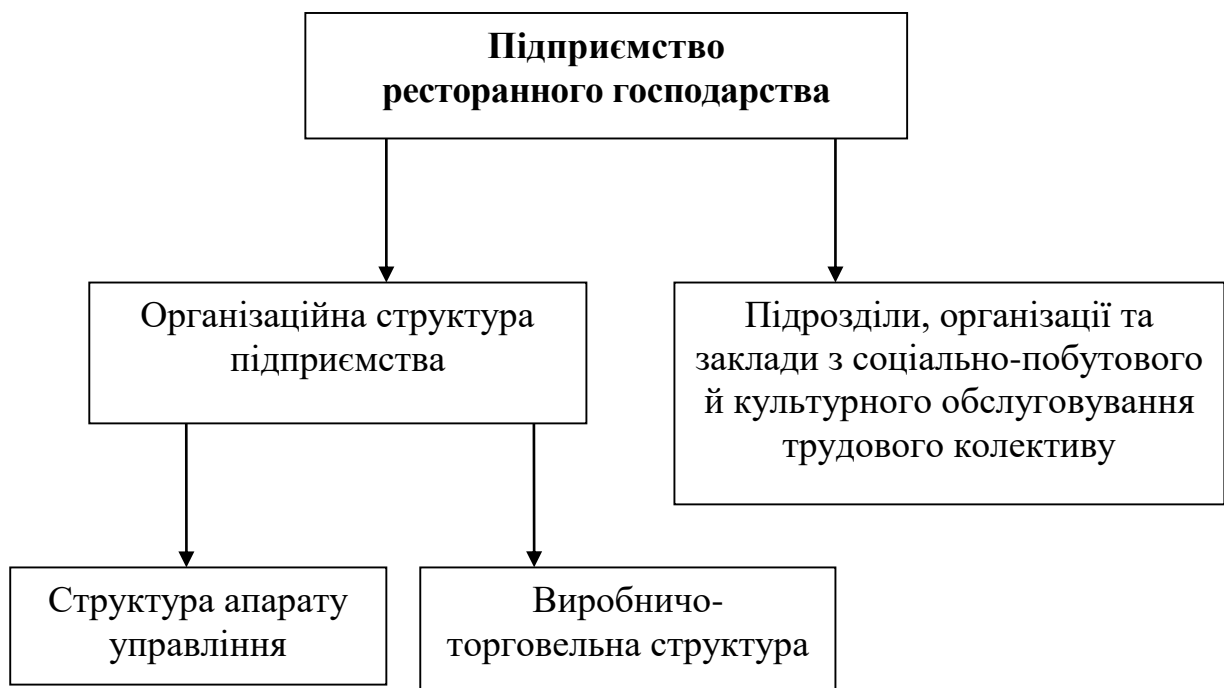 Підприємство
ресторанного господарства
Організаційна структура
підприємства
Підрозділи, організації та
заклади з соціально-побутового
й культурного обслуговування
трудового колективу
Структура апарату
управління
Виробничо-
торговельна структура